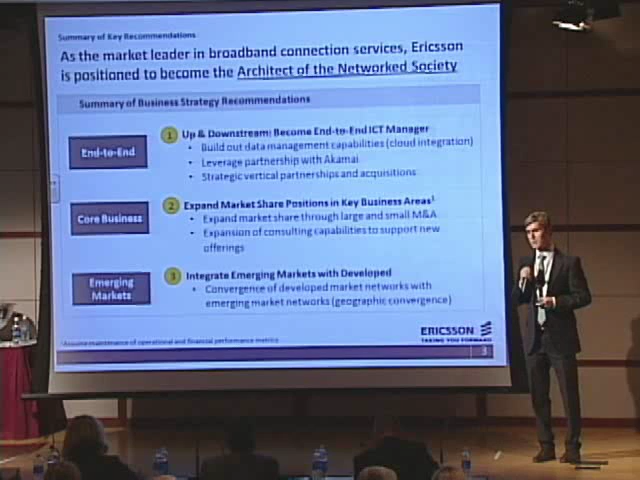 Summary of Key Recommendations
As the market leader in broadband connection services, Ericsson
is positioned to become the Architect of the Networked Society
Summary of Business Strategy Recommendations
End-to-End
1 Up & Downstream: Become End-to-End ICT Manager
• Build out data management capabilities (cloud integration)
• Leverage partnership with Akamai
• Strategic vertical partnerships and acquisitions
Core Business
2 Expand Market Share Positions in Key Business Areas¹
• Expand market share through large and small M&A
• Expansion of consulting capabilities to support new
offerings
Emerging
Markets
3 Integrate Emerging Markets with Developed
• Convergence of developed market networks with
emerging market networks (geographic convergence)
¹Assume maintenance of operational and financial performance metrics
ERICSSON
TAKING YOU FORWARD
3